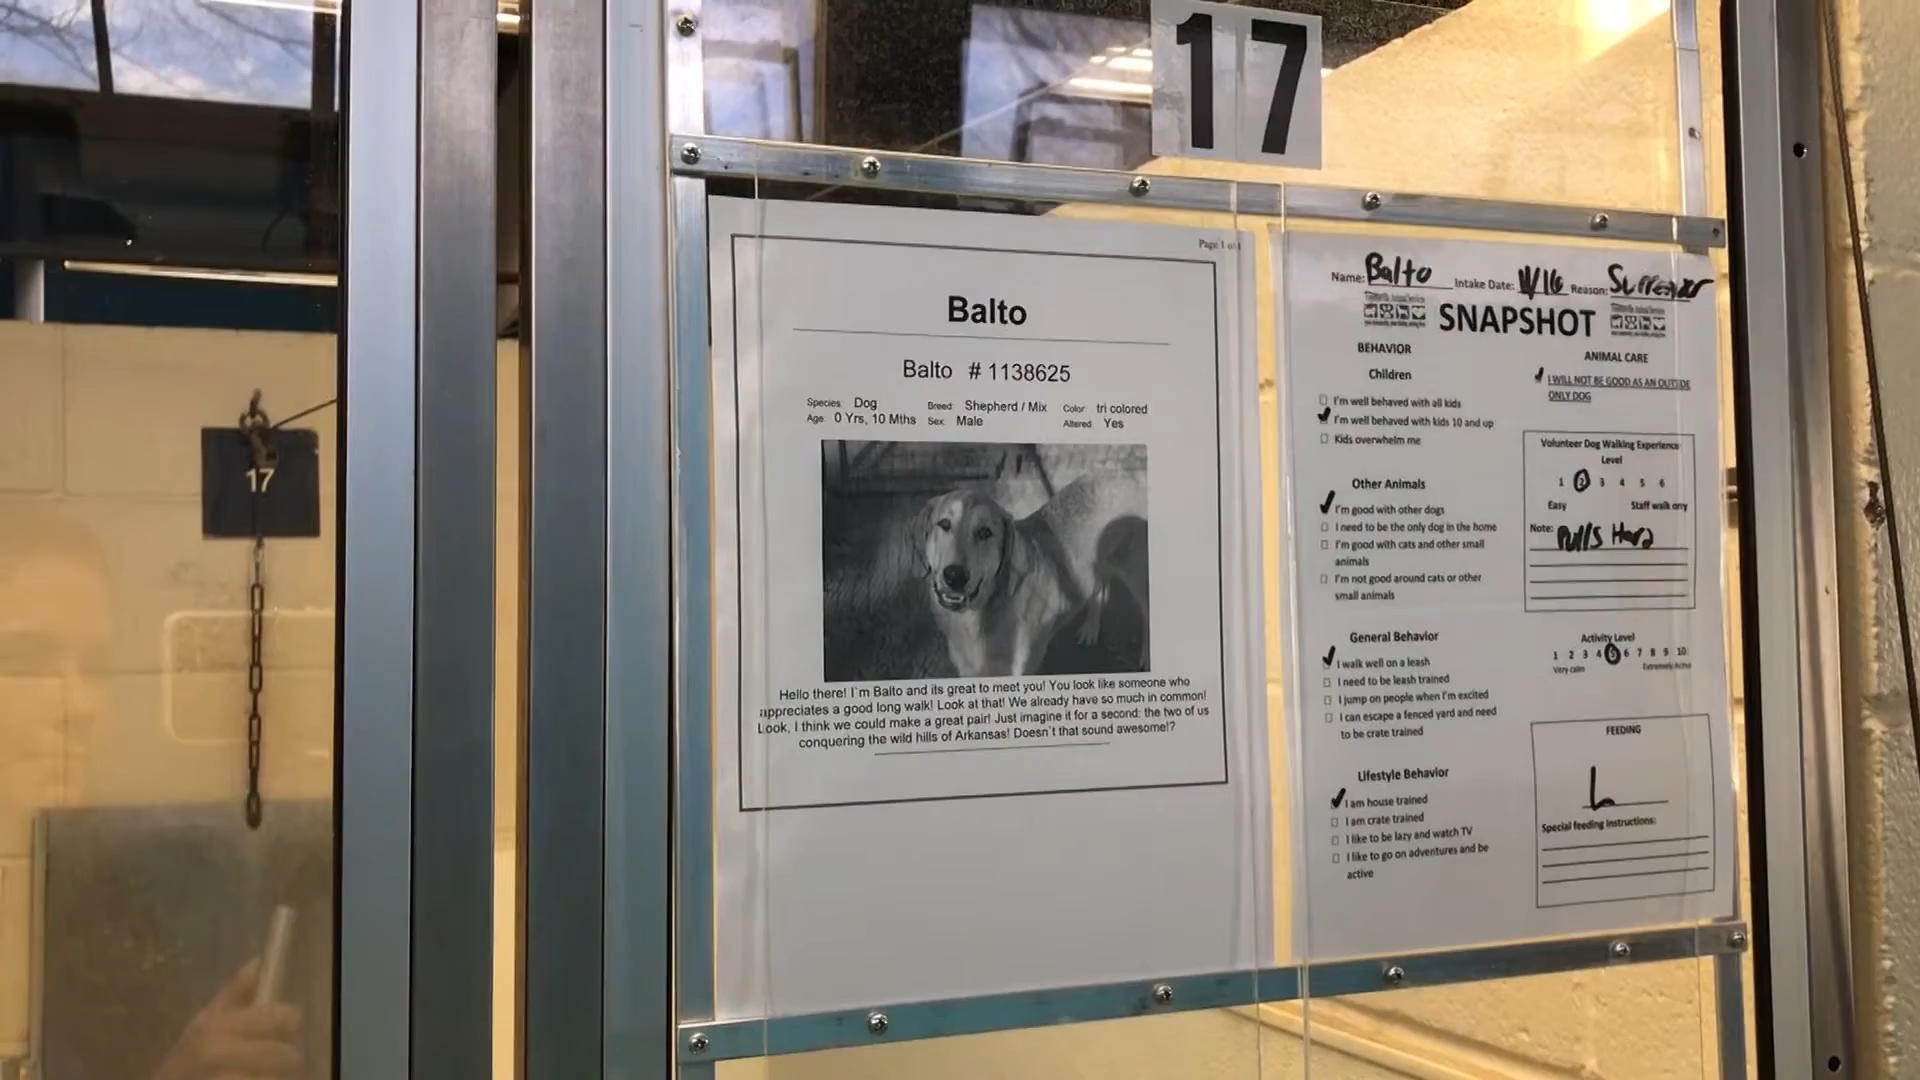 17
17
Page 1 of 1
Balto
Balto # 1138625
Species: Dog Breed: Shepherd / Mix Color: tri colored
Age: 0 Yrs, 10 Mths Sex: Male Altered: Yes
Hello there! I`m Balto and its great to meet you! You look like someone who
appreciates a good long walk! Look at that! We already have so much in common!
Look, I think we could make a great pair! Just imagine it for a second: the two of us
conquering the wild hills of Arkansas! Doesn`t that sound awesome!?
Name: Balto Intake Date: 11/16 Reason: Surrender
SNAPSHOT
BEHAVIOR
Children
I'm well behaved with all kids
I'm well behaved with kids 10 and up
Kids overwhelm me
Other Animals
I'm good with other dogs
I need to be the only dog in the home
I'm good with cats and other small
animals
I'm not good around cats or other
small animals
General Behavior
I walk well on a leash
I need to be leash trained
I jump on people when I'm excited
I can escape a fenced yard and need
to be crate trained
Lifestyle Behavior
I am house trained
I am crate trained
I like to be lazy and watch TV
I like to go on adventures and be
active
ANIMAL CARE
I WILL NOT BE GOOD AS AN OUTSIDE
ONLY DOG
Volunteer Dog Walking Experience
Level
1 2 3 4 5 6
Easy Staff walk only
Note: Pulls Hard
Activity Level
1 2 3 4 5 6 7 8 9 10
Very calm Extremely Active
FEEDING
L
Special feeding Instructions: